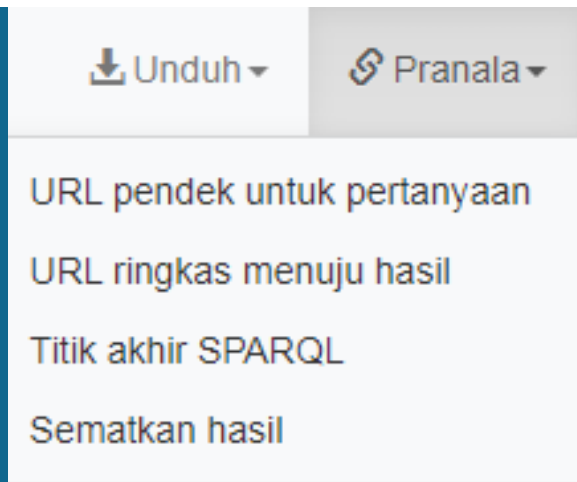 Unduh Pranala
URL pendek untuk pertanyaan
URL ringkas menuju hasil
Titik akhir SPARQL
Sematkan hasil